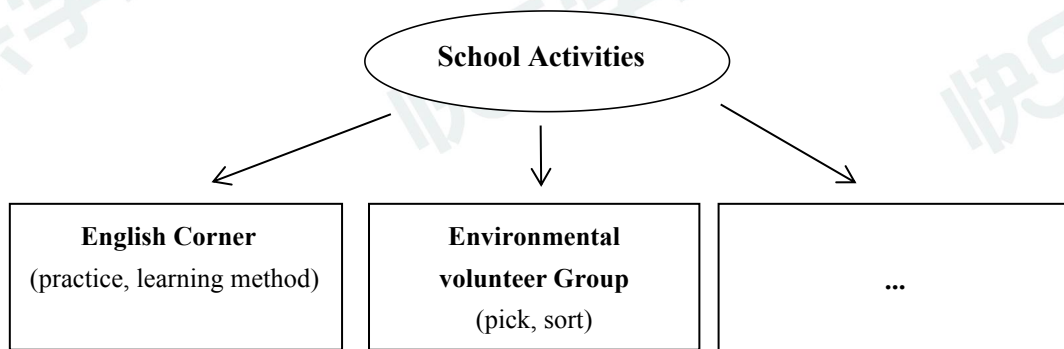 School Activities
English Corner
(practice, learning method)
Environmental
volunteer Group
(pick, sort)
...